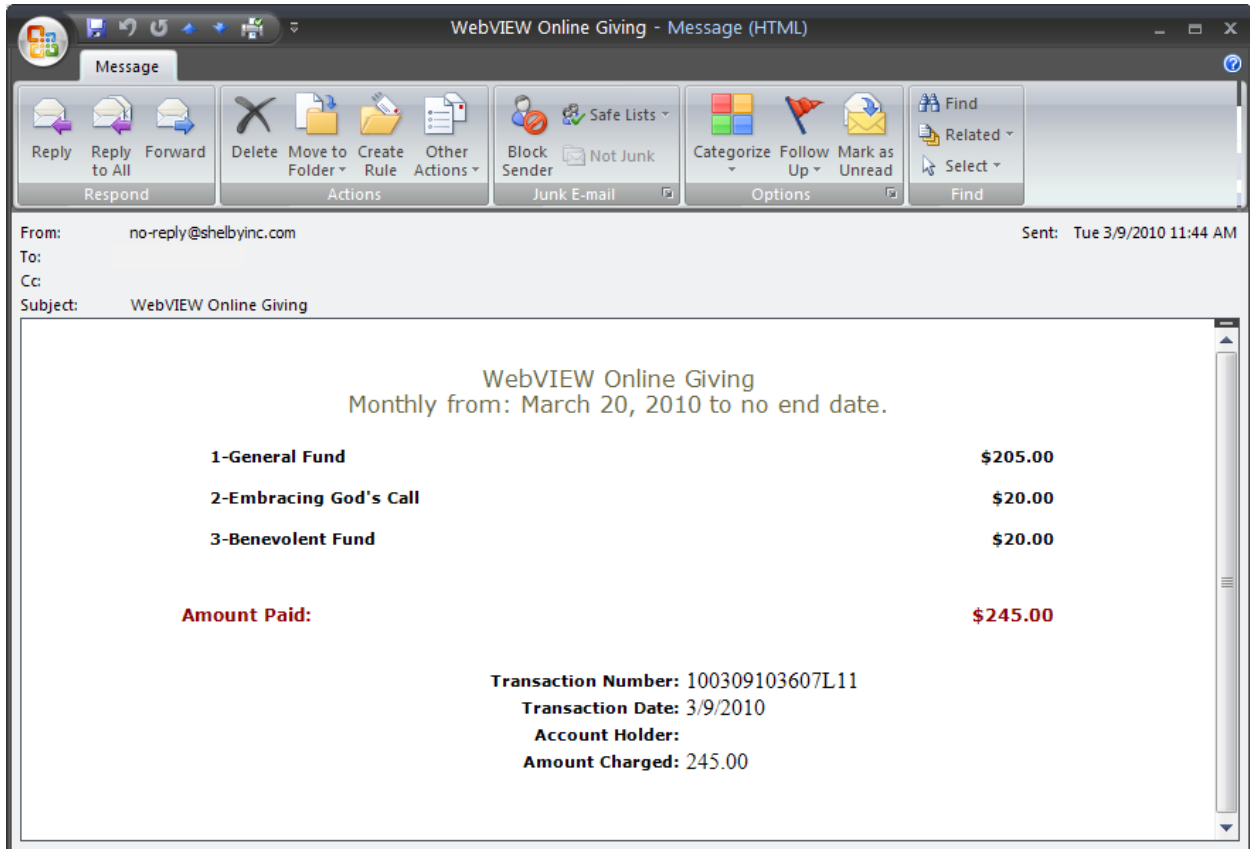 WebVIEW Online Giving - Message (HTML)
Message
Reply
Reply to All
Forward
Respond
Delete
Move to Folder
Create Rule
Other Actions
Actions
Block Sender
Safe Lists
Not Junk
Junk E-mail
Categorize
Follow Up
Mark as Unread
Options
Find
Related
Select
Find
From: no-reply@shelbyinc.com Sent: Tue 3/9/2010 11:44 AM
To:
Cc:
Subject: WebVIEW Online Giving
WebVIEW Online Giving
Monthly from: March 20, 2010 to no end date.
1-General Fund $205.00
2-Embracing God's Call $20.00
3-Benevolent Fund $20.00
Amount Paid: $245.00
Transaction Number: 100309103607L11
Transaction Date: 3/9/2010
Account Holder:
Amount Charged: 245.00